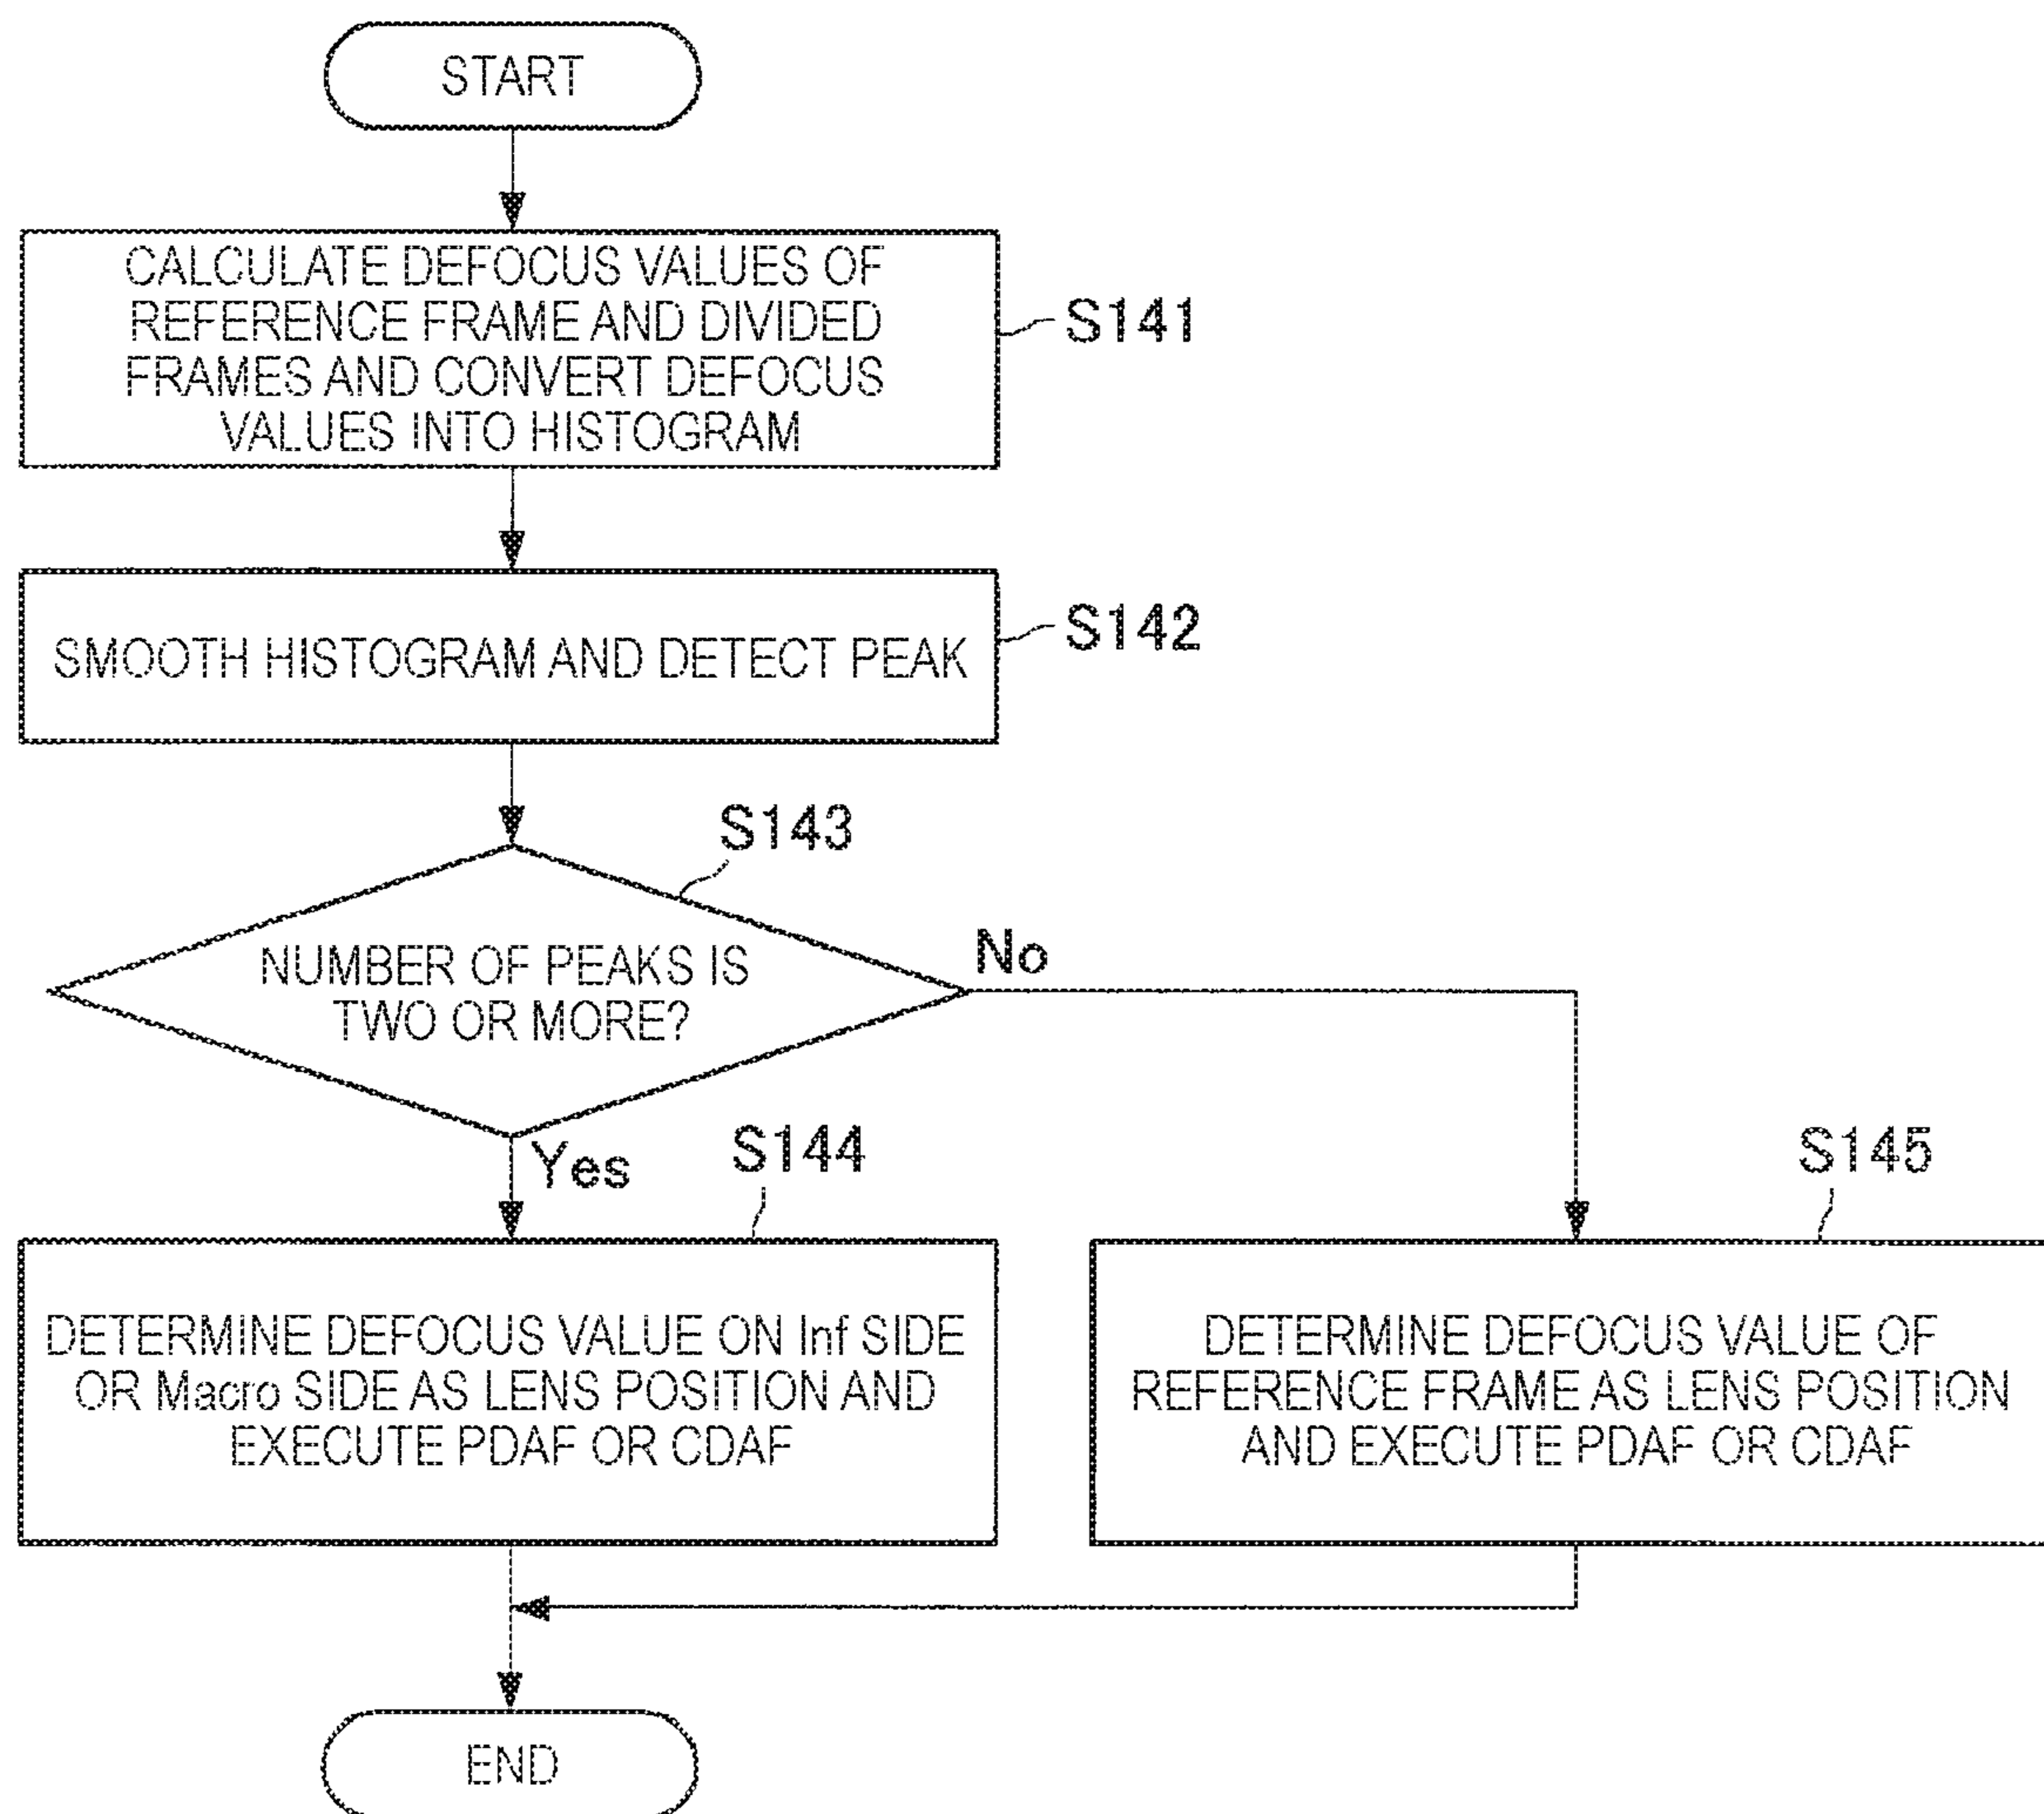 START
CALCULATE DEFOCUS VALUES OF
REFERENCE FRAME AND DIVIDED
FRAMES AND CONVERT DEFOCUS
VALUES INTO HISTOGRAM
S141
SMOOTH HISTOGRAM AND DETECT PEAK
S142
S143
NUMBER OF PEAKS IS
TWO OR MORE?
No
Yes
S144
DETERMINE DEFOCUS VALUE ON Inf SIDE
OR Macro SIDE AS LENS POSITION AND
EXECUTE PDAF OR CDAF
S145
DETERMINE DEFOCUS VALUE OF
REFERENCE FRAME AS LENS POSITION
AND EXECUTE PDAF OR CDAF
END